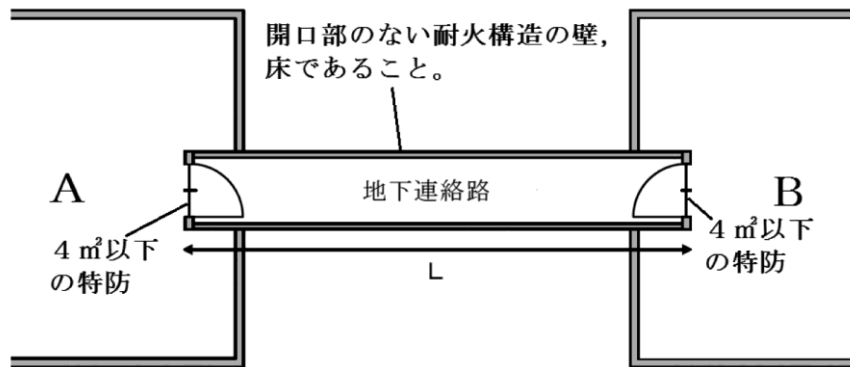 開口部のない耐火構造の壁,
床であること。
A
地下連絡路
B
4㎡以下
の特防
4㎡以下
の特防
L